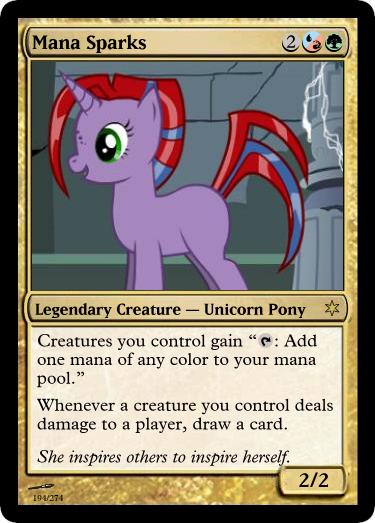 Mana Sparks 2
Legendary Creature — Unicorn Pony
Creatures you control gain “: Add
one mana of any color to your mana
pool.”
Whenever a creature you control deals
damage to a player, draw a card.
She inspires others to inspire herself.
2/2
194/274